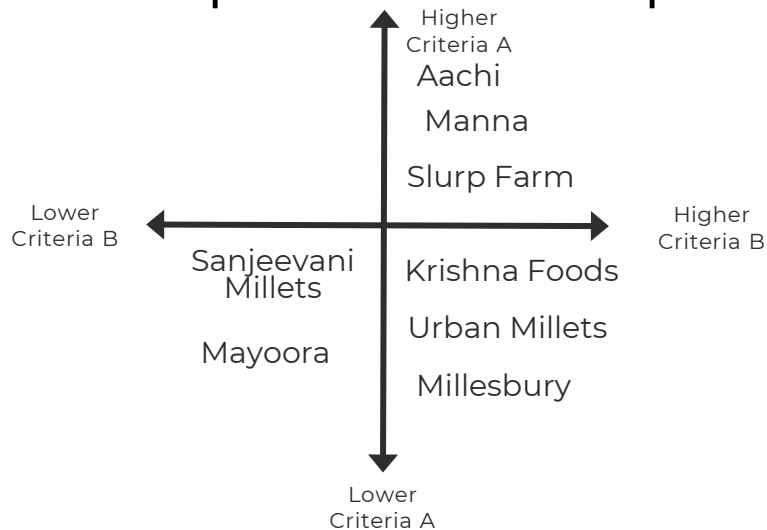 Higher
Criteria A
Aachi
Manna
Slurp Farm
Lower
Criteria B
Higher
Criteria B
Sanjeevani
Millets
Krishna Foods
Urban Millets
Mayoora
Millesbury
Lower
Criteria A